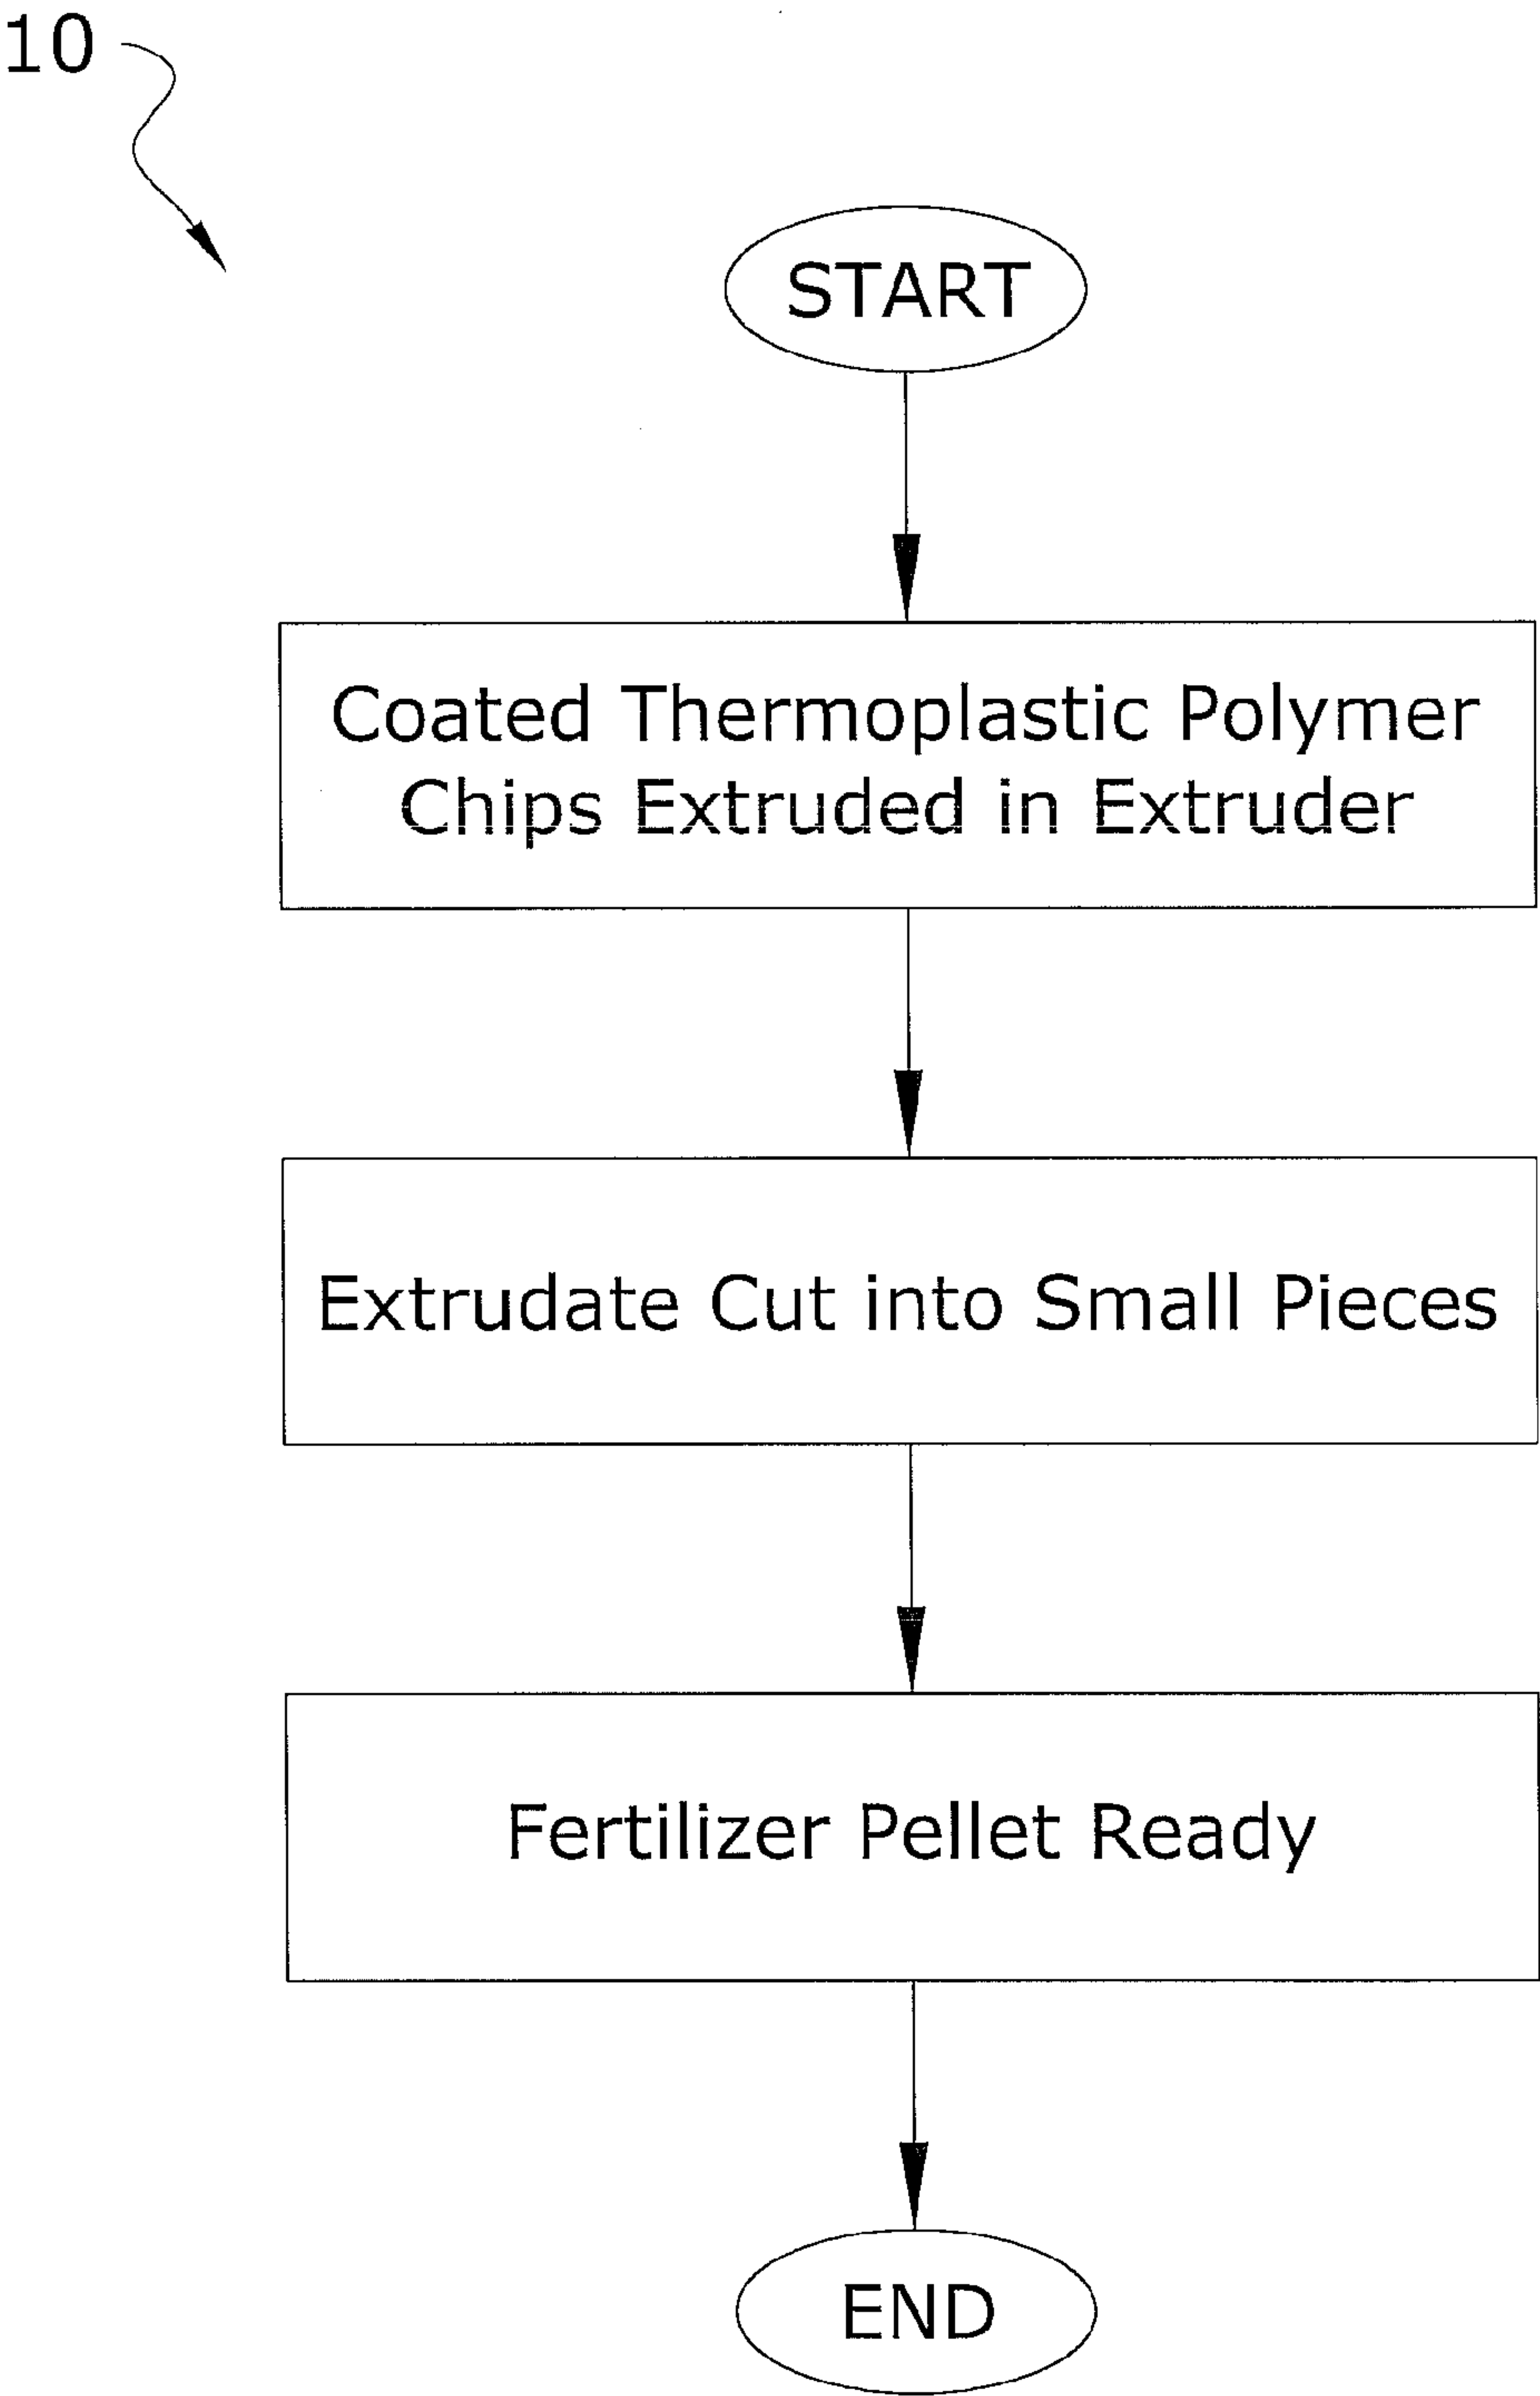 10
START
Coated Thermoplastic Polymer
Chips Extruded in Extruder
Extrudate Cut into Small Pieces
Fertilizer Pellet Ready
END